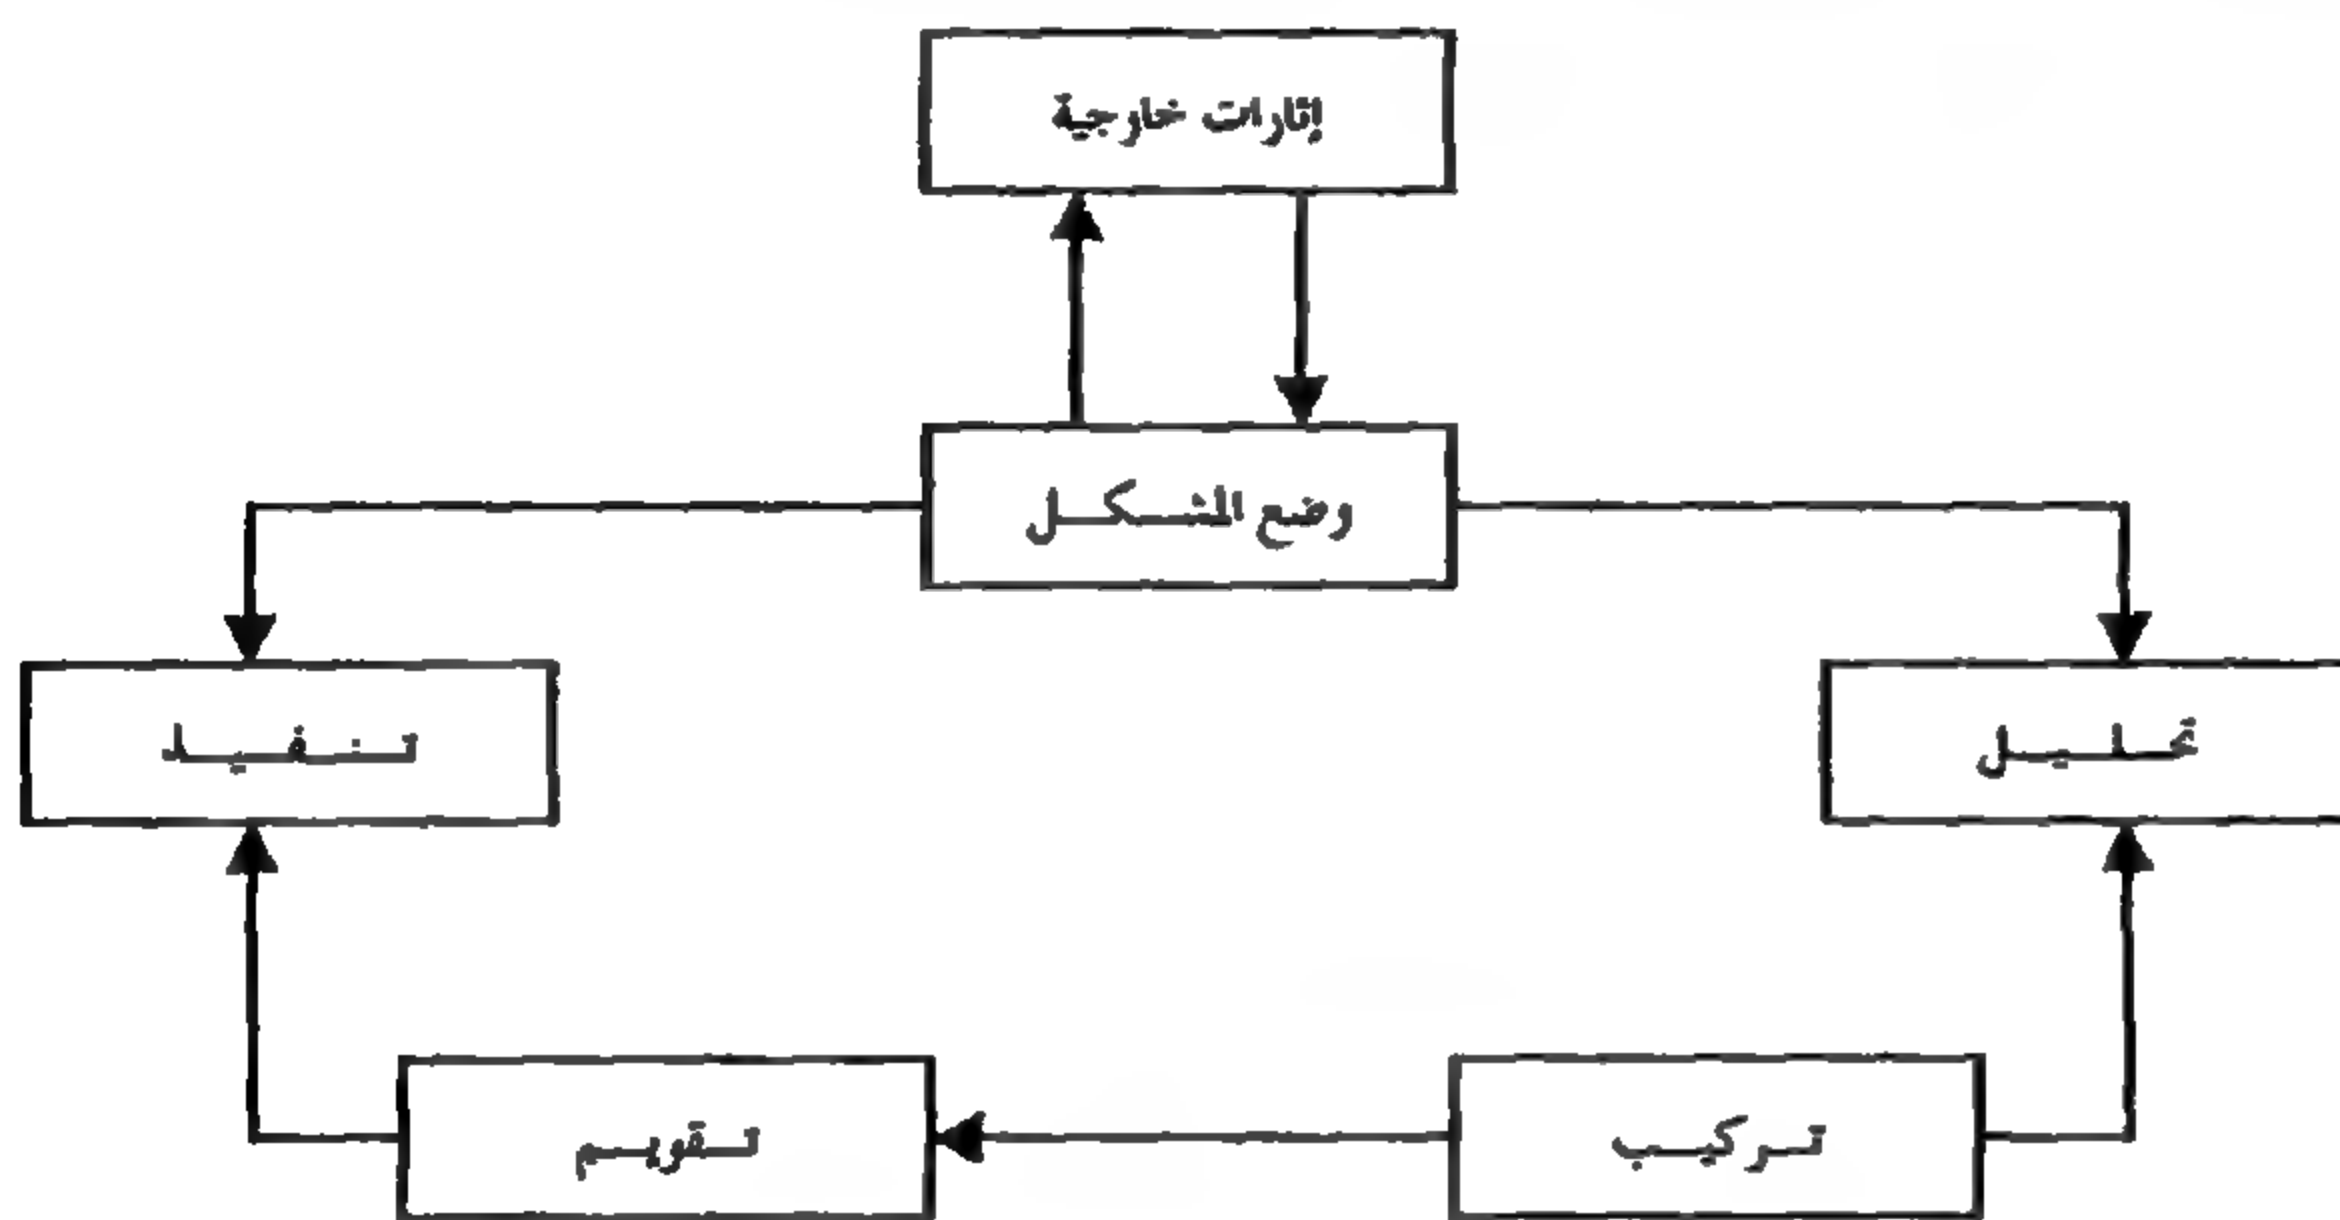 إثارات خارجية
وضع المشكل
تحليل
تنفيذ
تركيب
تقويم